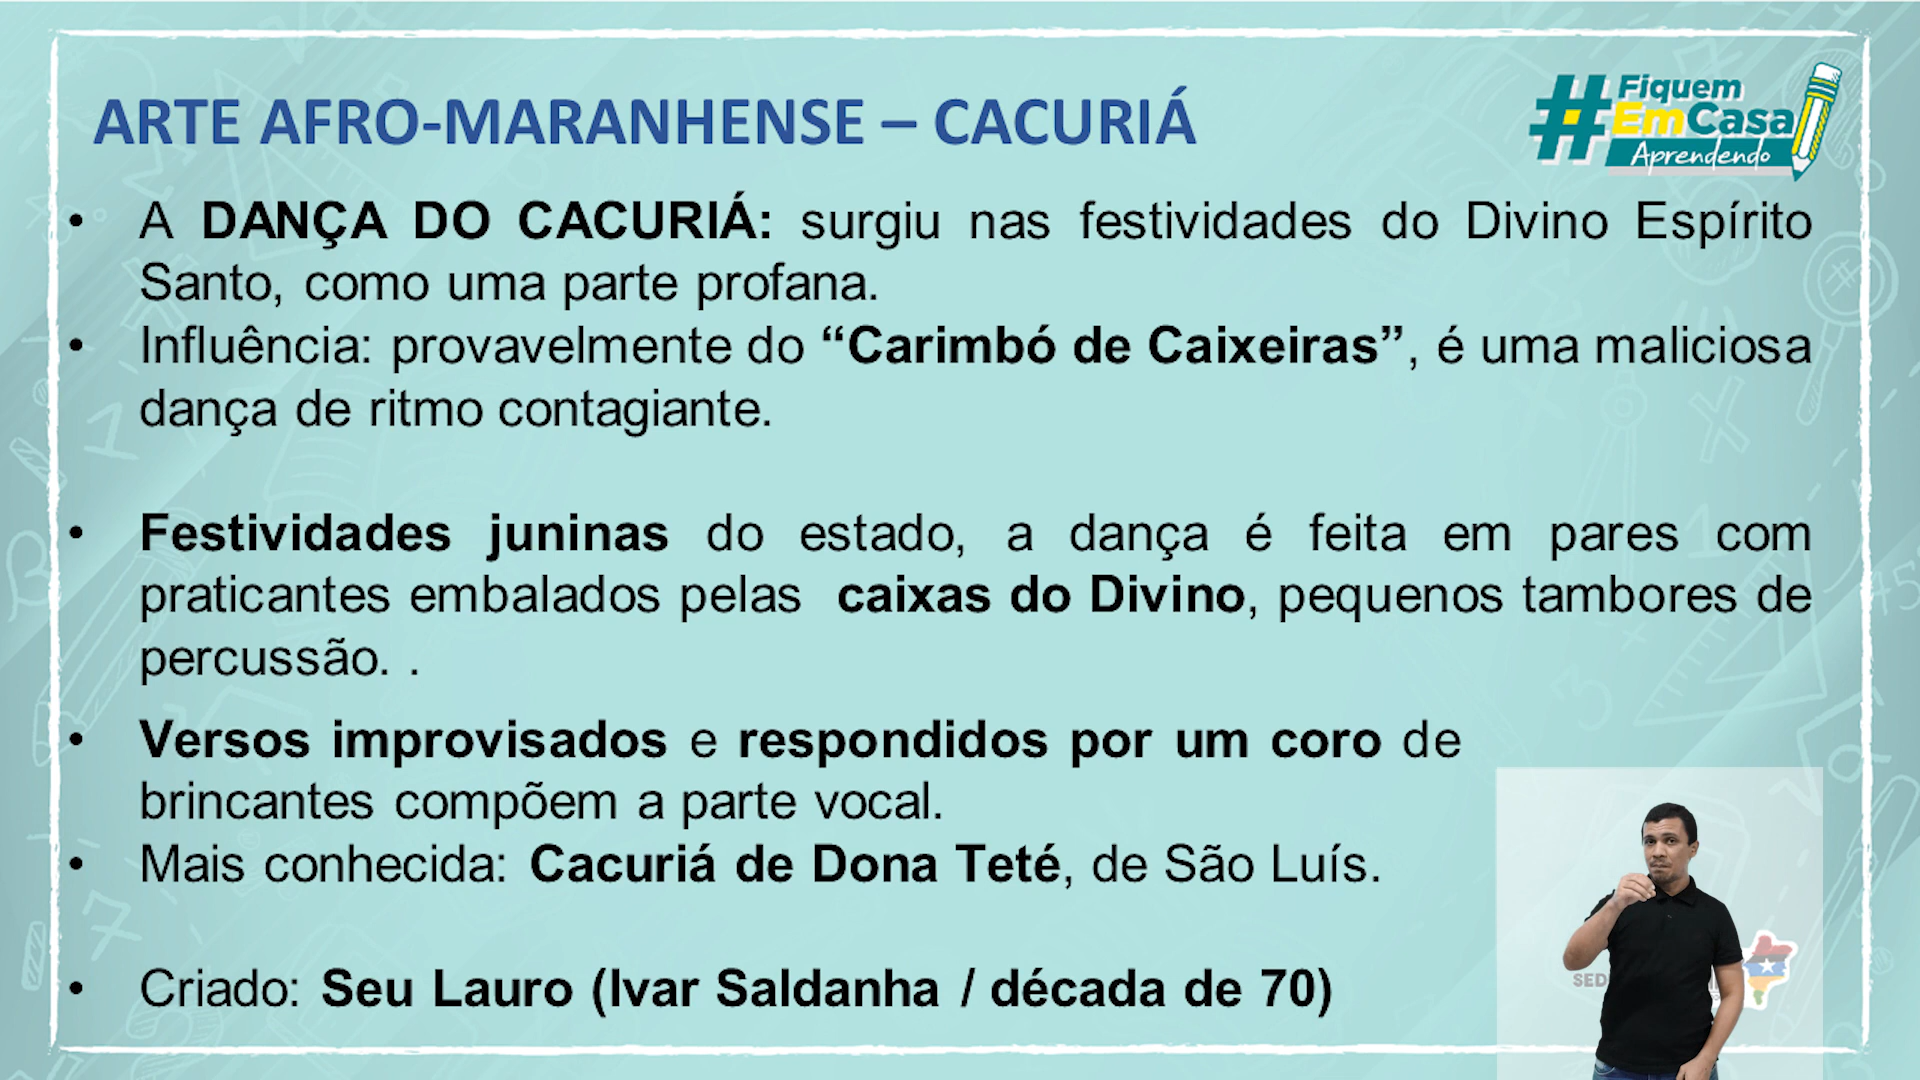 ARTE AFRO-MARANHENSE – CACURIÁ
#Fiquem
EmCasa
Aprendendo
• A DANÇA DO CACURIÁ: surgiu nas festividades do Divino Espírito
Santo, como uma parte profana.
• Influência: provavelmente do “Carimbó de Caixeiras”, é uma maliciosa
dança de ritmo contagiante.
• Festividades juninas do estado, a dança é feita em pares com
praticantes embalados pelas caixas do Divino, pequenos tambores de
percussão. .
• Versos improvisados e respondidos por um coro de
brincantes compõem a parte vocal.
• Mais conhecida: Cacuriá de Dona Teté, de São Luís.
• Criado: Seu Lauro (Ivar Saldanha / década de 70)